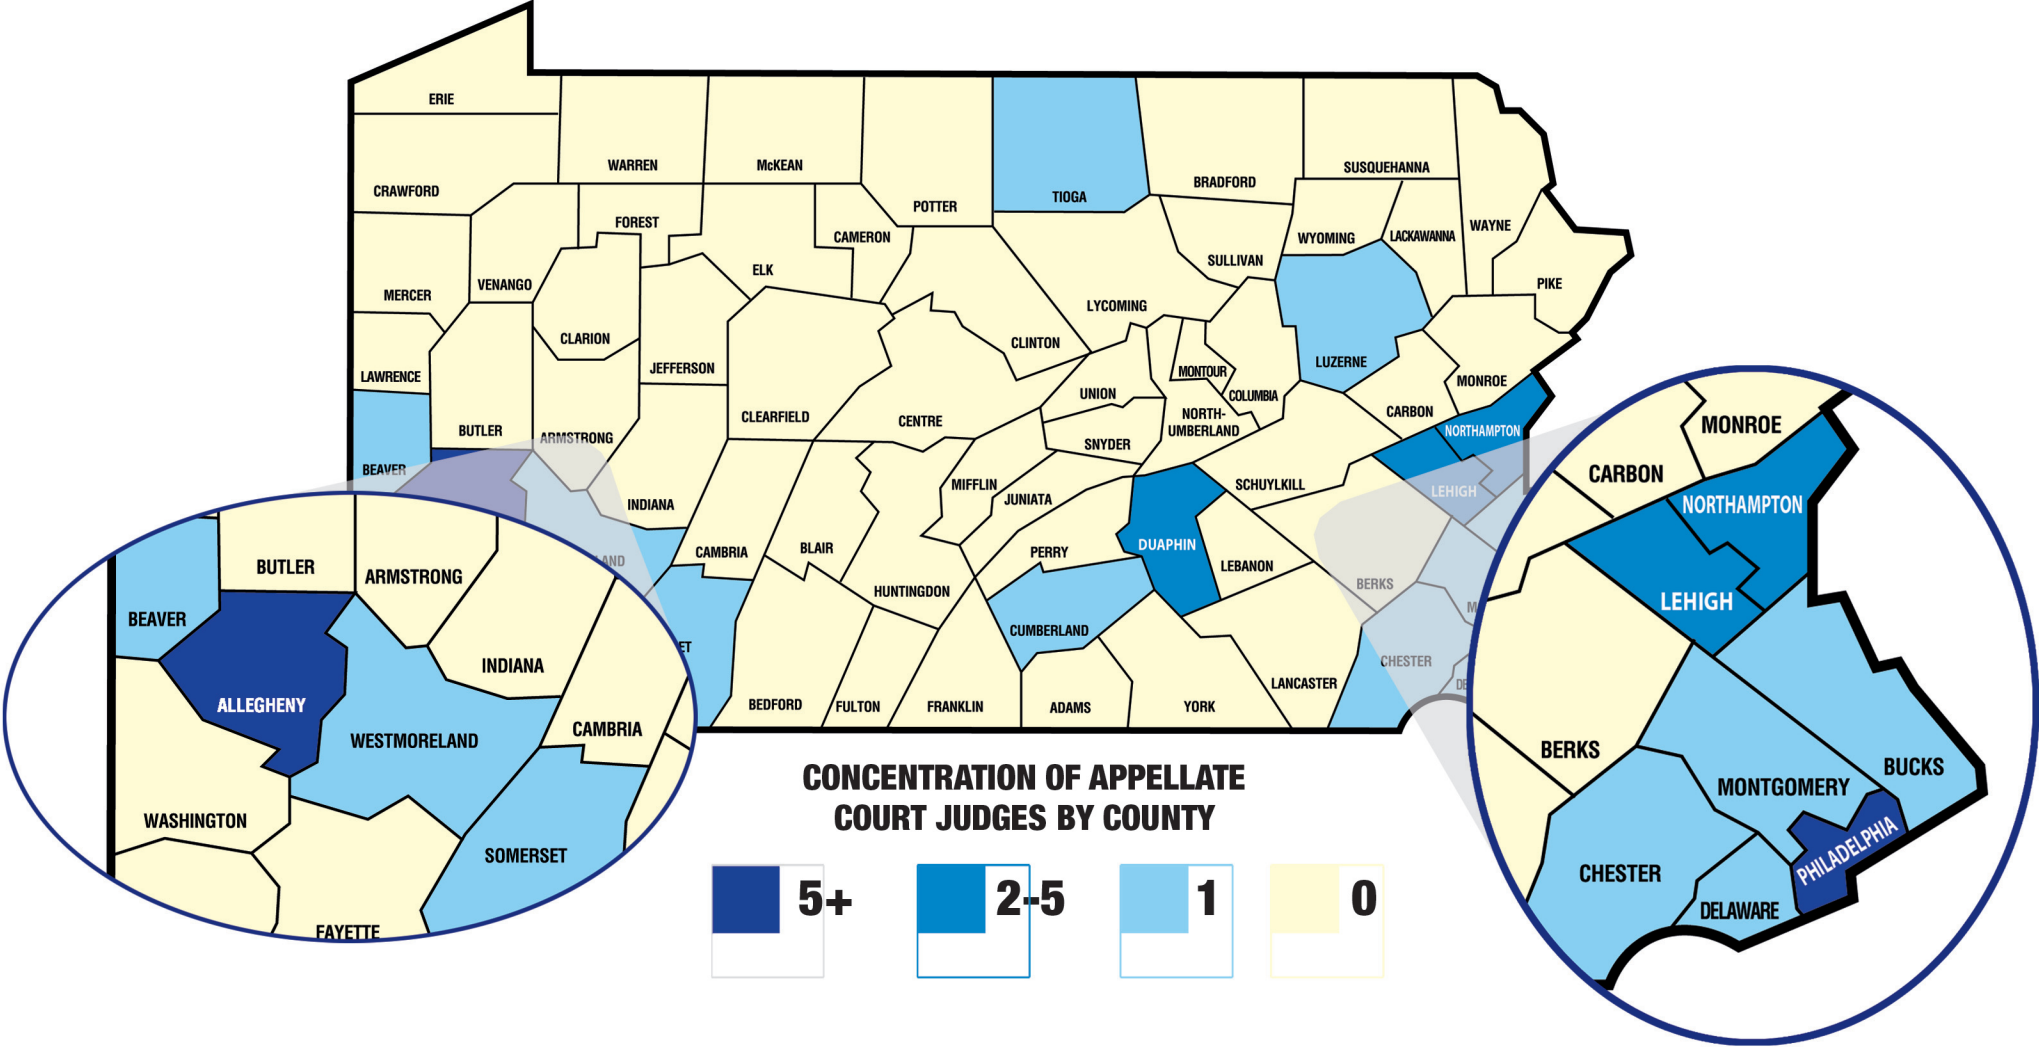 ERIE
WARREN
McKEAN
SUSQUEHANNA
CRAWFORD
BRADFORD
TIOGA
POTTER
FOREST
WAYNE
CAMERON
WYOMING
LACKAWANNA
SULLIVAN
ELK
VENANGO
PIKE
MERCER
LYCOMING
CLARION
CLINTON
LUZERNE
JEFFERSON
MONTOUR
LAWRENCE
MONROE
UNION
COLUMBIA
CARBON
CLEARFIELD
CENTRE
NORTH-
UMBERLAND
BUTLER
NORTHAMPTON
ARMSTRONG
SNYDER
BEAVER
MIFFLIN
SCHUYLKILL
LEHIGH
JUNIATA
INDIANA
DUAPHIN
BLAIR
CAMBRIA
PERRY
LAND
LEBANON
BERKS
HUNTINGDON
M
CUMBERLAND
ET
CHESTER
DE
LANCASTER
BEDFORD
FULTON
FRANKLIN
ADAMS
YORK
BUTLER
ARMSTRONG
BEAVER
INDIANA
ALLEGHENY
CAMBRIA
WESTMORELAND
WASHINGTON
SOMERSET
FAYETTE
MONROE
CARBON
NORTHAMPTON
LEHIGH
BERKS
BUCKS
MONTGOMERY
PHILADELPHIA
CHESTER
DELAWARE
CONCENTRATION OF APPELLATE
COURT JUDGES BY COUNTY
5+
2-5
1
0